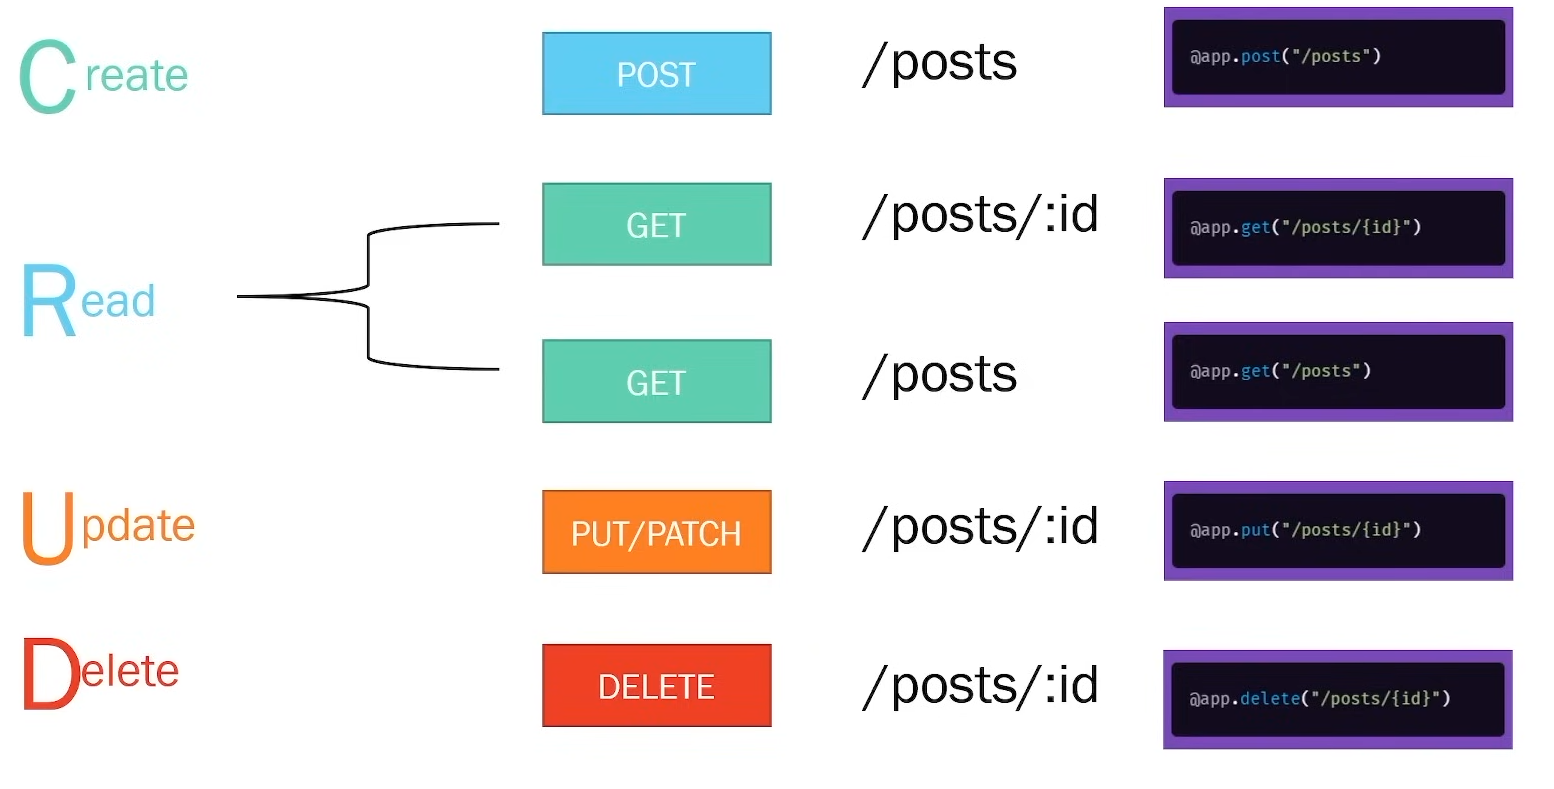 Create
POST
/posts
@app.post("/posts")
GET
/posts/:id
@app.get("/posts/{id}")
Read
GET
/posts
@app.get("/posts")
Update
PUT/PATCH
/posts/:id
@app.put("/posts/{id}")
Delete
DELETE
/posts/:id
@app.delete("/posts/{id}")